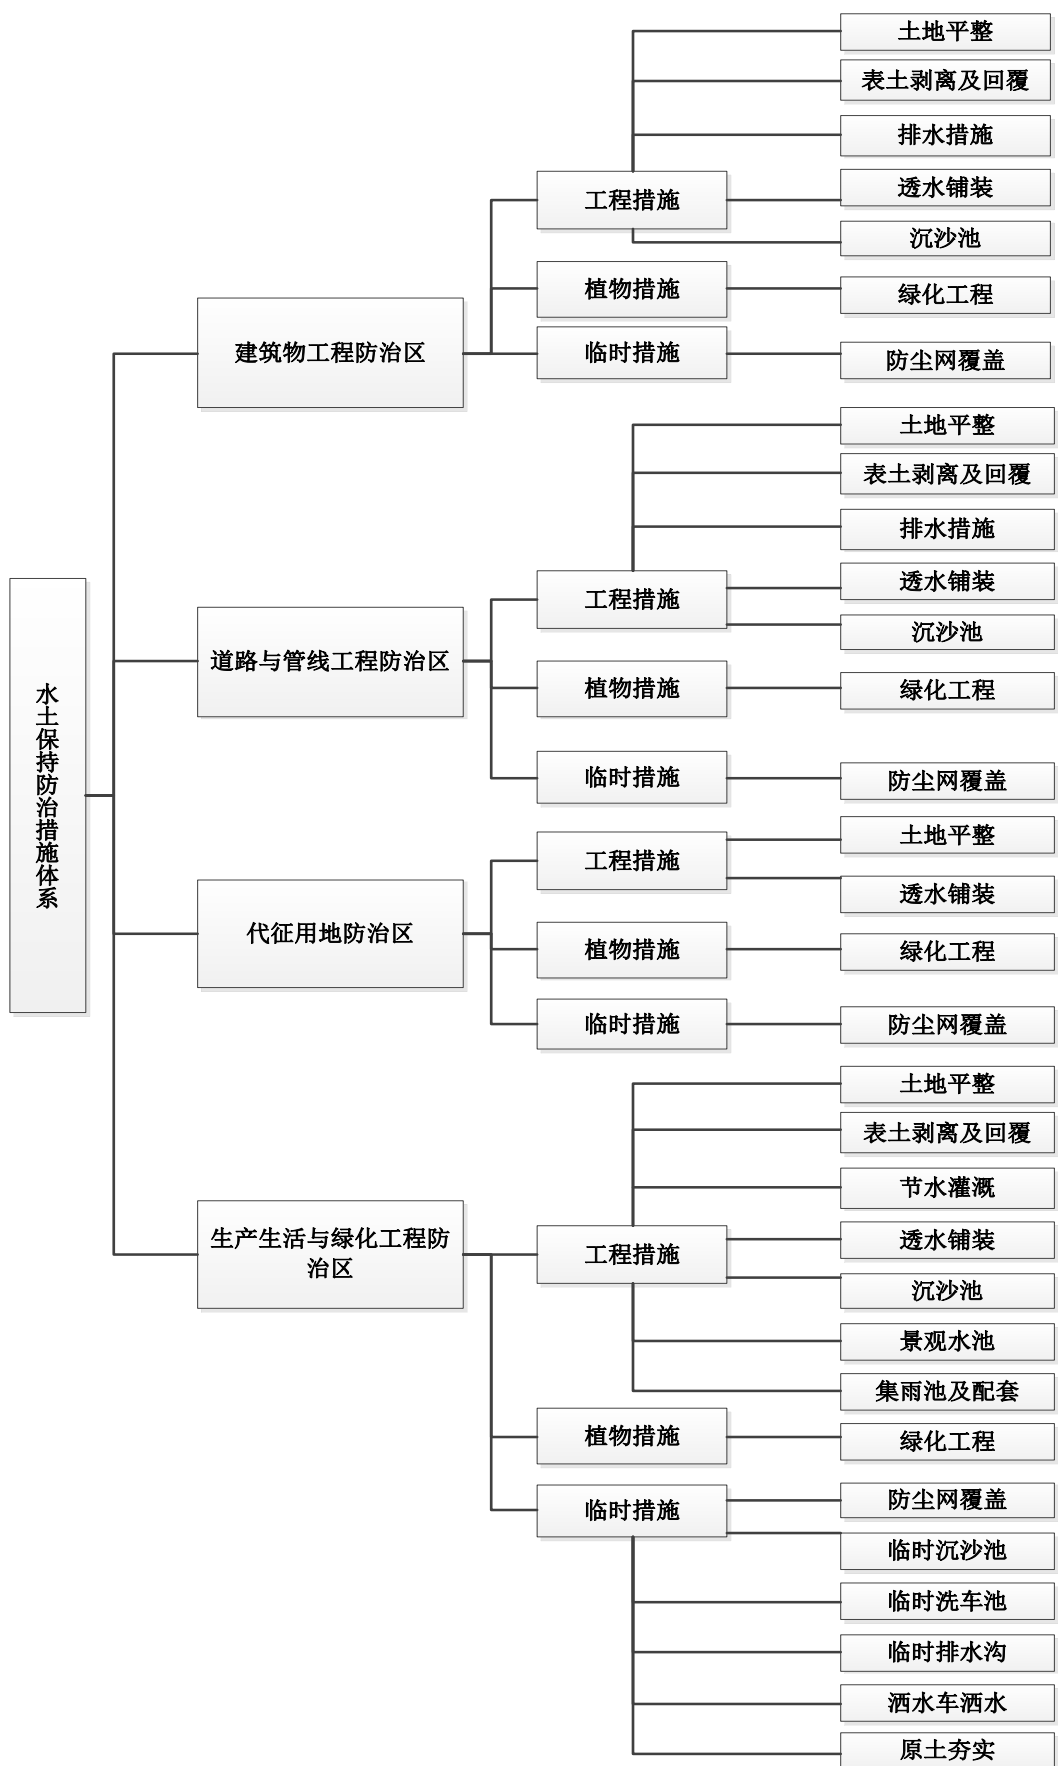 水土保持防治措施体系
建筑物工程防治区
工程措施
土地平整
表土剥离及回覆
排水措施
透水铺装
沉沙池
植物措施
绿化工程
临时措施
防尘网覆盖
道路与管线工程防治区
工程措施
土地平整
表土剥离及回覆
排水措施
透水铺装
沉沙池
植物措施
绿化工程
临时措施
防尘网覆盖
代征用地防治区
工程措施
土地平整
透水铺装
植物措施
绿化工程
临时措施
防尘网覆盖
生产生活与绿化工程防
治区
工程措施
土地平整
表土剥离及回覆
节水灌溉
透水铺装
沉沙池
景观水池
集雨池及配套
植物措施
绿化工程
临时措施
防尘网覆盖
临时沉沙池
临时洗车池
临时排水沟
洒水车洒水
原土夯实